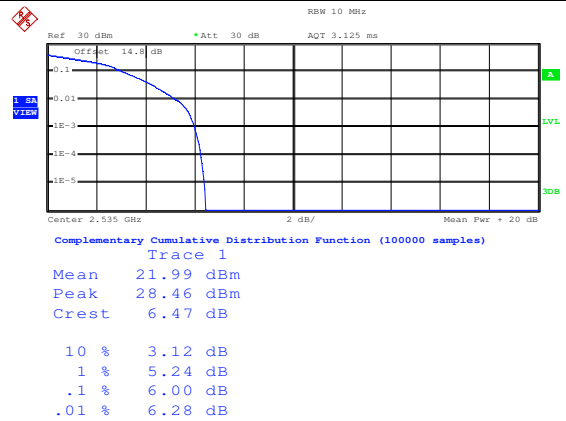 RBW 10 MHz
Ref 30 dBm *Att 30 dB AQT 3.125 ms
Offset 14.8 dB
0.1
A
1 SA
VIEW
0.01
1E-3
LVL
1E-4
1E-5
3DB
Center 2.535 GHz 2 dB/ Mean Pwr + 20 dB
Complementary Cumulative Distribution Function (100000 samples)
Trace 1
Mean 21.99 dBm
Peak 28.46 dBm
Crest 6.47 dB
10 % 3.12 dB
1 % 5.24 dB
.1 % 6.00 dB
.01 % 6.28 dB